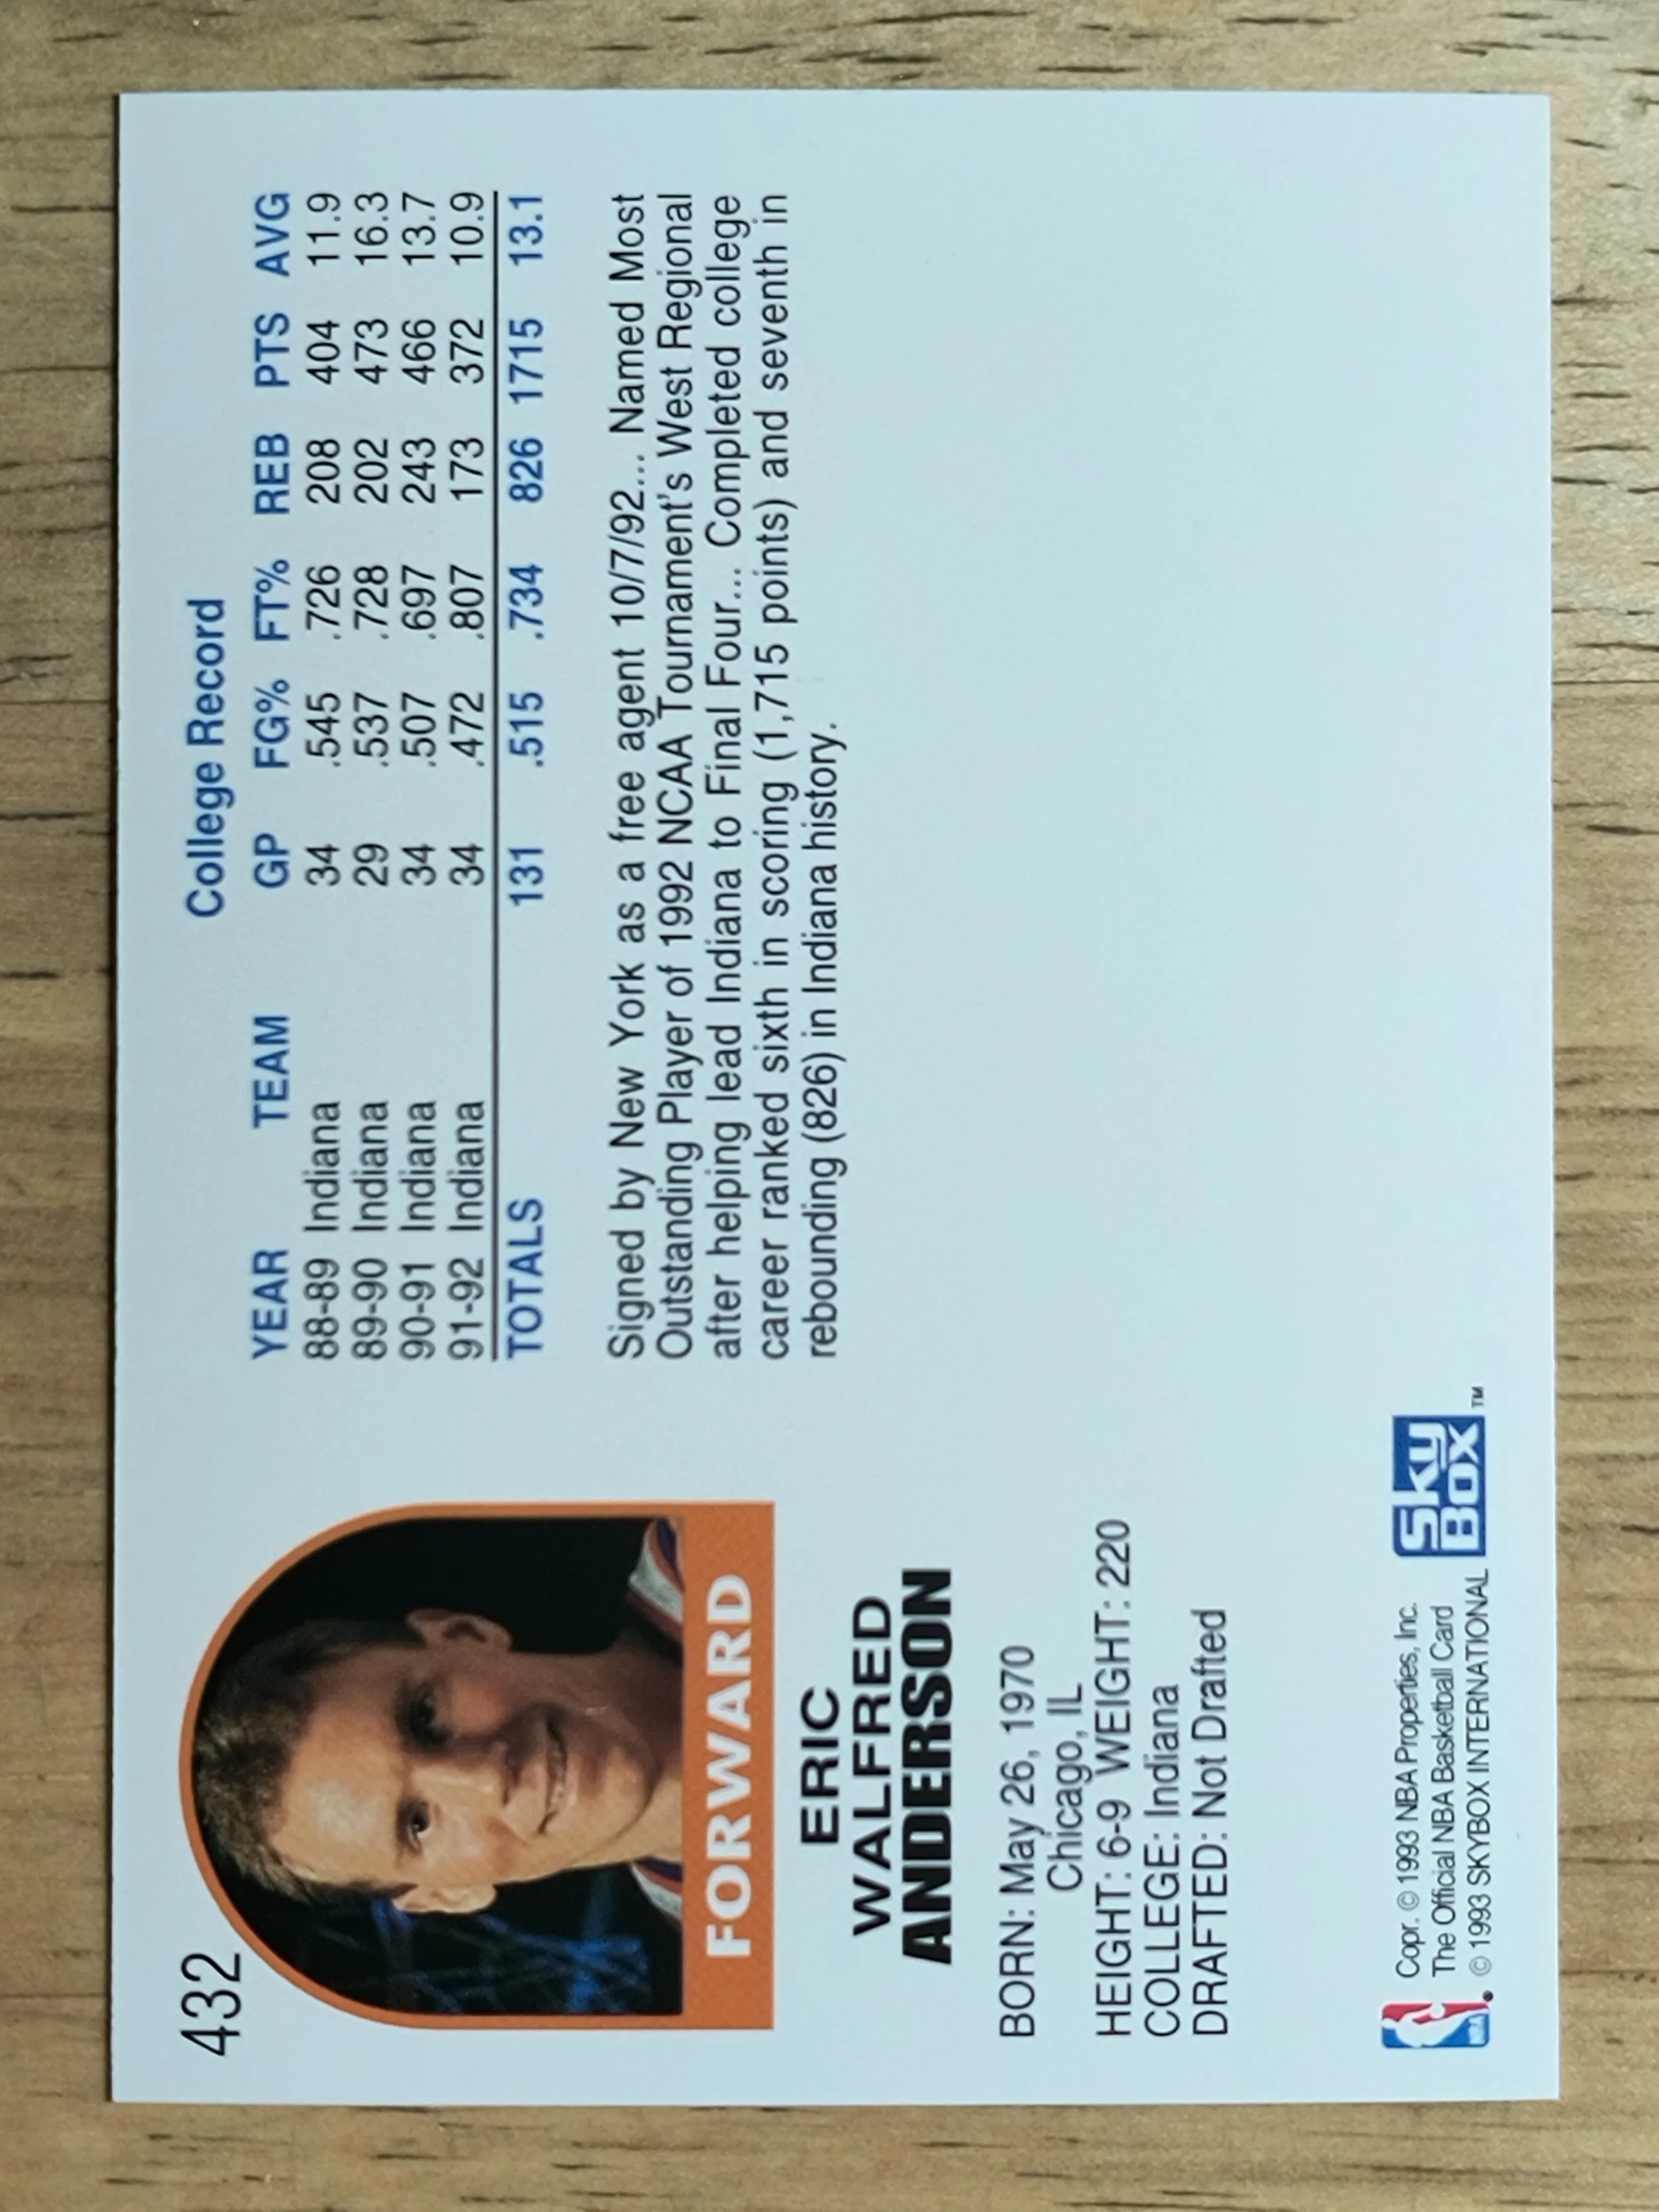 432
FORWARD
ERIC
WALFRED
ANDERSON
BORN: May 26, 1970
Chicago, IL
HEIGHT: 6-9 WEIGHT: 220
COLLEGE: Indiana
DRAFTED: Not Drafted
College Record
YEAR TEAM GP FG% FT% REB PTS AVG
88-89 Indiana 34 .545 .726 208 404 11.9
89-90 Indiana 29 .537 .728 202 473 16.3
90-91 Indiana 34 .507 .697 243 466 13.7
91-92 Indiana 34 .472 .807 173 372 10.9
TOTALS 131 .515 .734 826 1715 13.1
Signed by New York as a free agent 10/7/92... Named Most
Outstanding Player of 1992 NCAA Tournament's West Regional
after helping lead Indiana to Final Four... Completed college
career ranked sixth in scoring (1,715 points) and seventh in
rebounding (826) in Indiana history.
NBA
Copr. © 1993 NBA Properties, Inc.
The Official NBA Basketball Card
© 1993 SKYBOX INTERNATIONAL
SKY
BOX TM